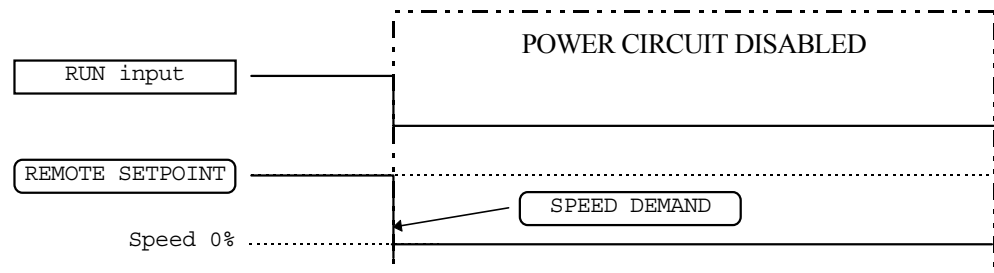 POWER CIRCUIT DISABLED
RUN input
REMOTE SETPOINT
SPEED DEMAND
Speed 0%